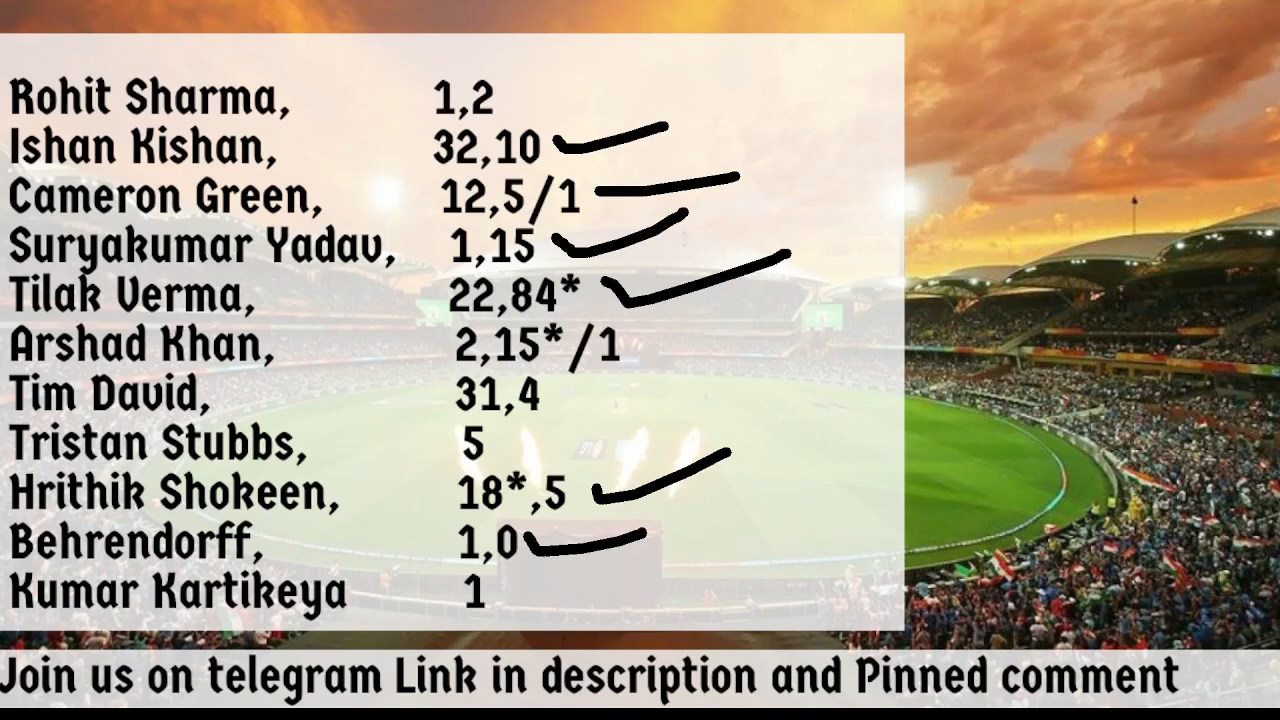 Rohit Sharma, 1,2
Ishan Kishan, 32,10
Cameron Green, 12,5/1
Suryakumar Yadav, 1,15
Tilak Verma, 22,84*
Arshad Khan, 2,15*/1
Tim David, 31,4
Tristan Stubbs, 5
Hrithik Shokeen, 18*,5
Behrendorff, 1,0
Kumar Kartikeya 1
Join us on telegram Link in description and Pinned comment